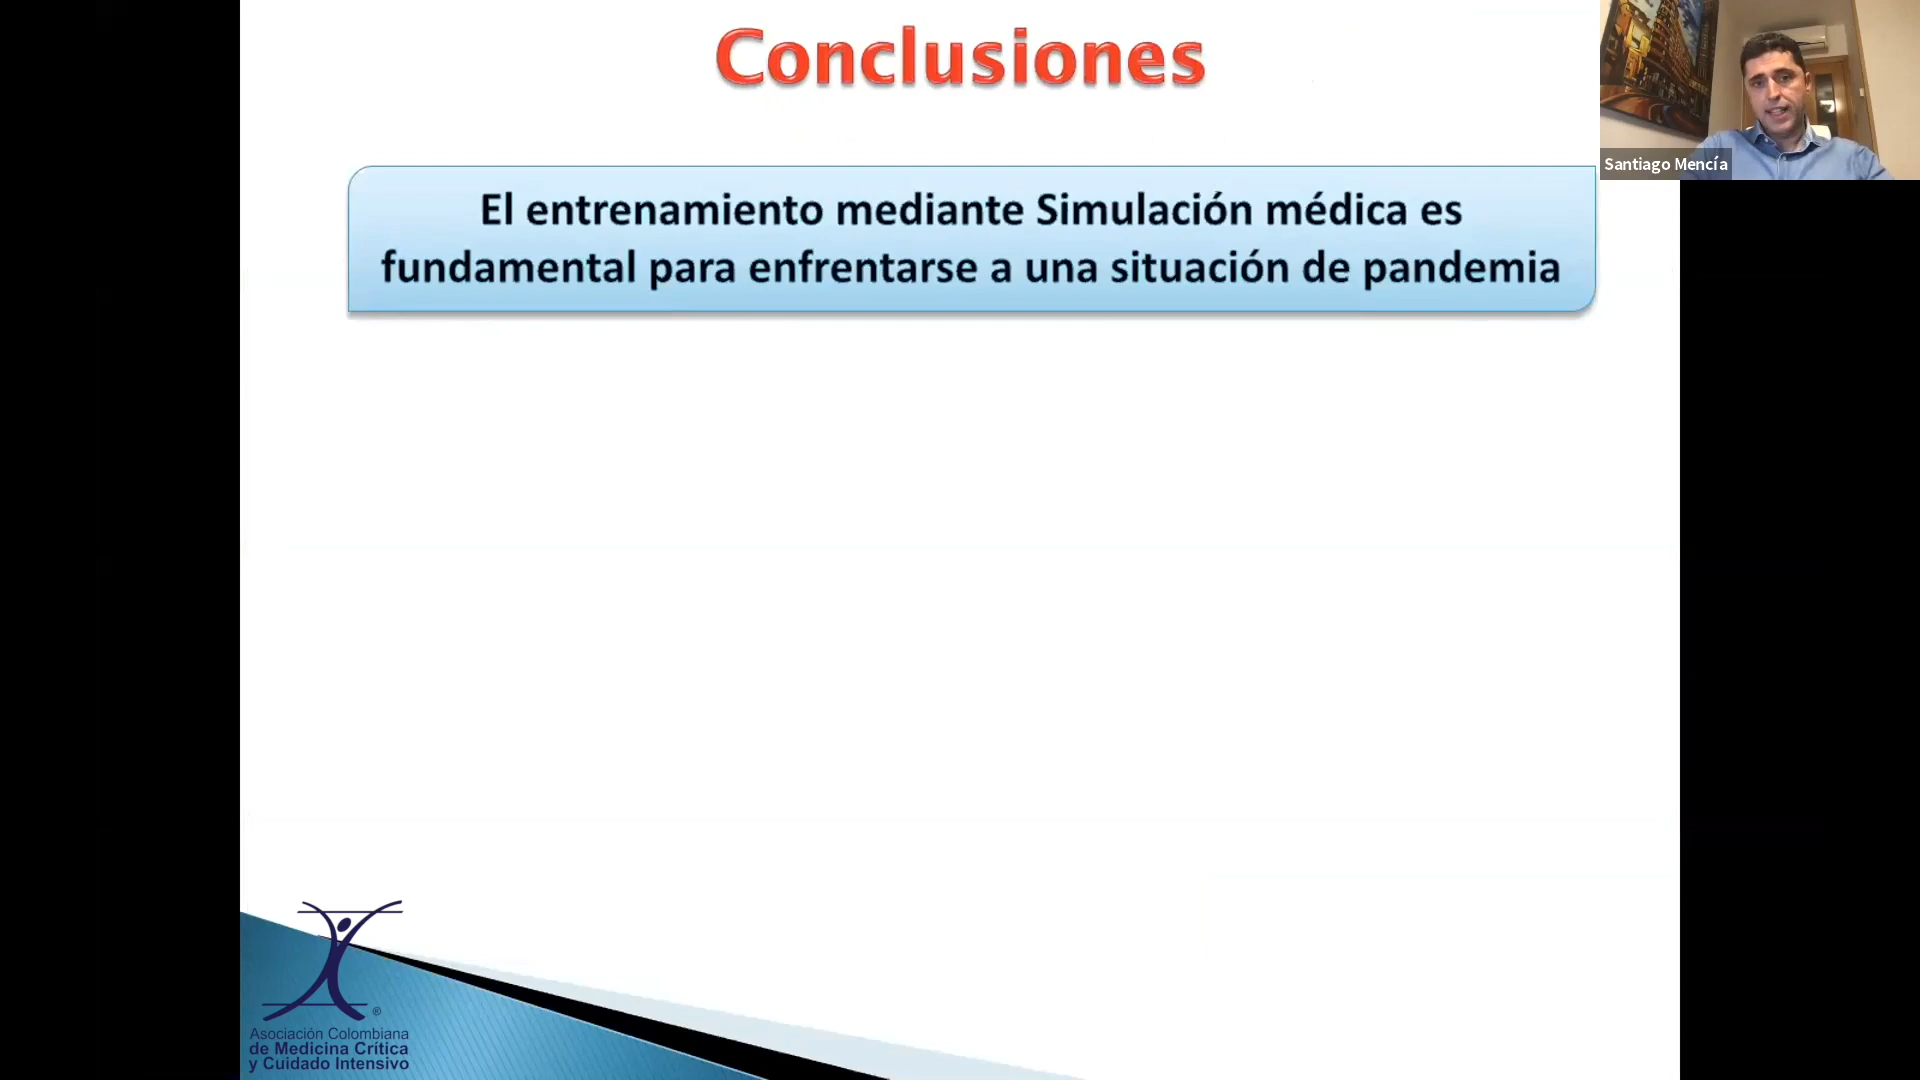 Conclusiones
Santiago Mencía
El entrenamiento mediante Simulación médica es
fundamental para enfrentarse a una situación de pandemia
®
Asociación Colombiana
de Medicina Crítica
y Cuidado Intensivo